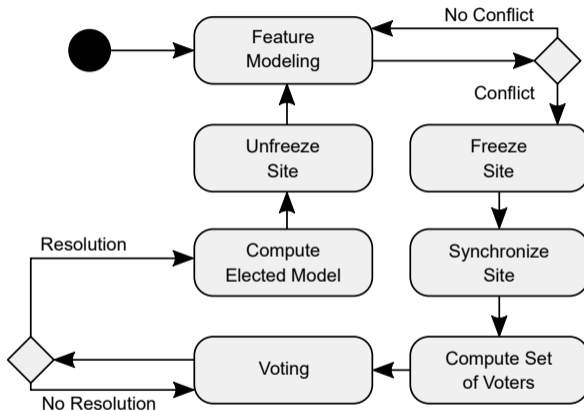 No Conflict
Feature
Modeling
Conflict
Unfreeze
Site
Freeze
Site
Resolution
Compute
Elected Model
Synchronize
Site
Voting
Compute Set
of Voters
No Resolution